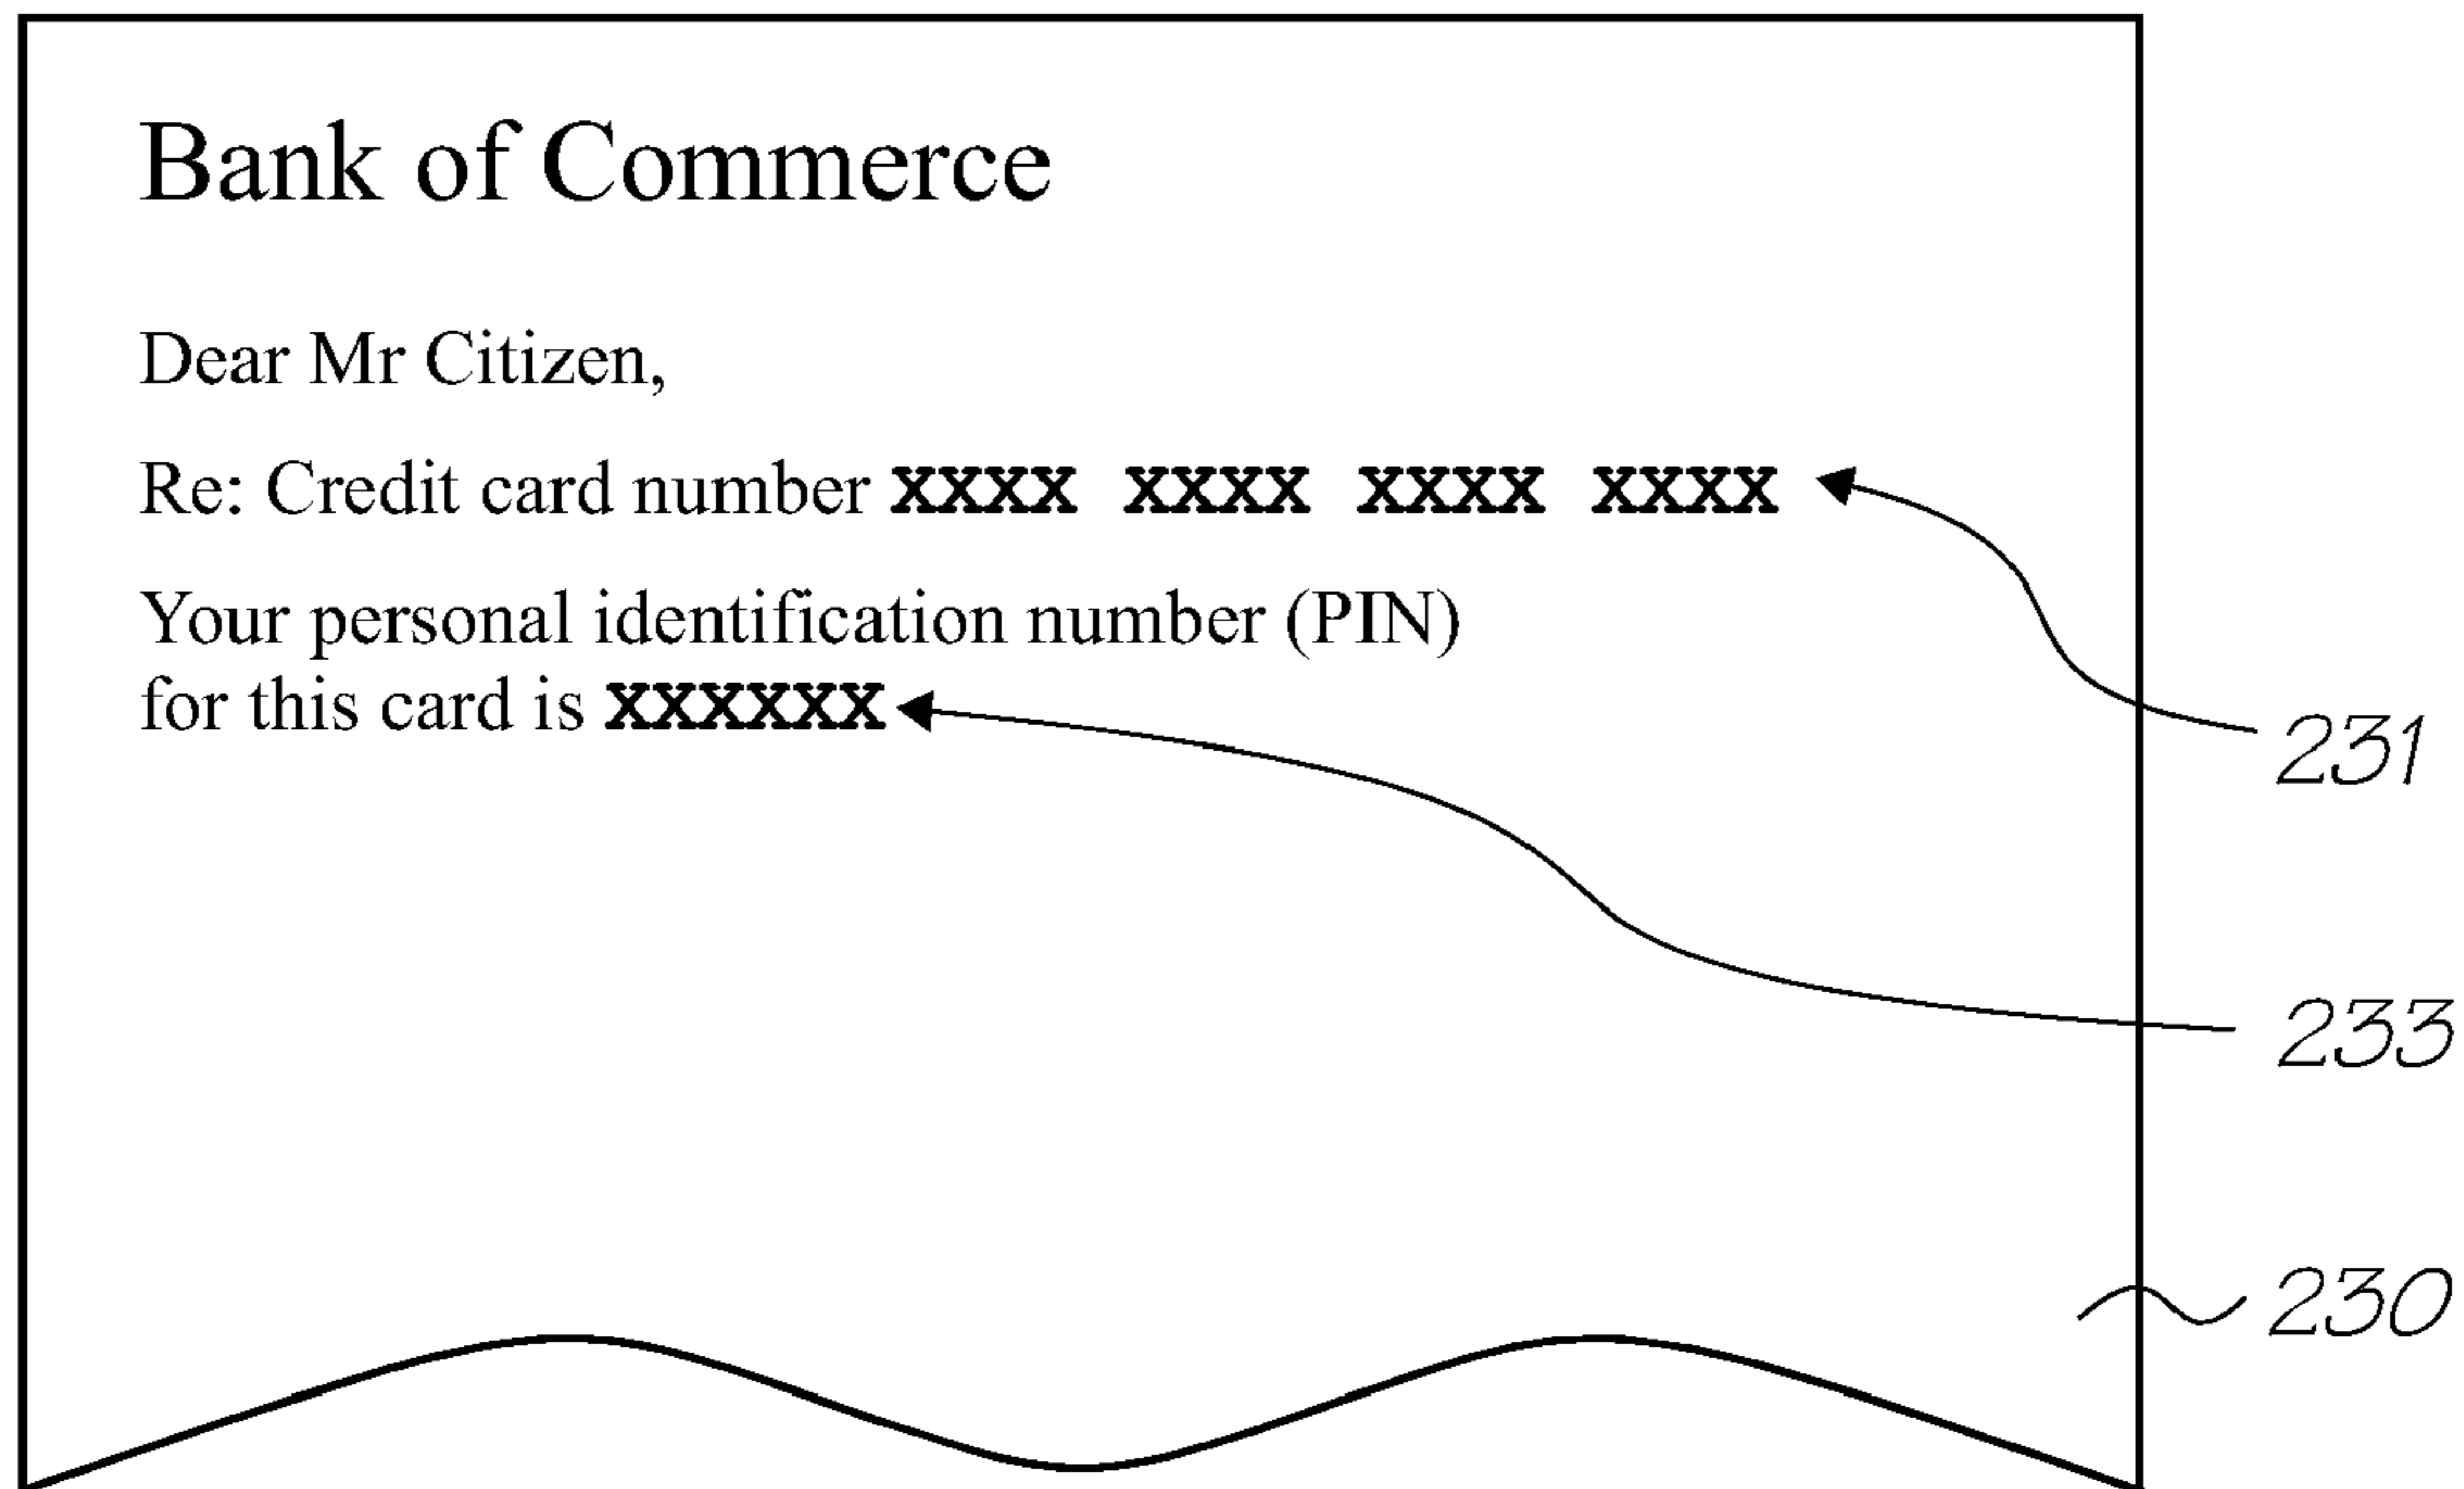 Bank of Commerce
Dear Mr Citizen,
Re: Credit card number xxxx xxxx xxxx xxxx
Your personal identification number (PIN)
for this card is xxxxxx
231
233
230